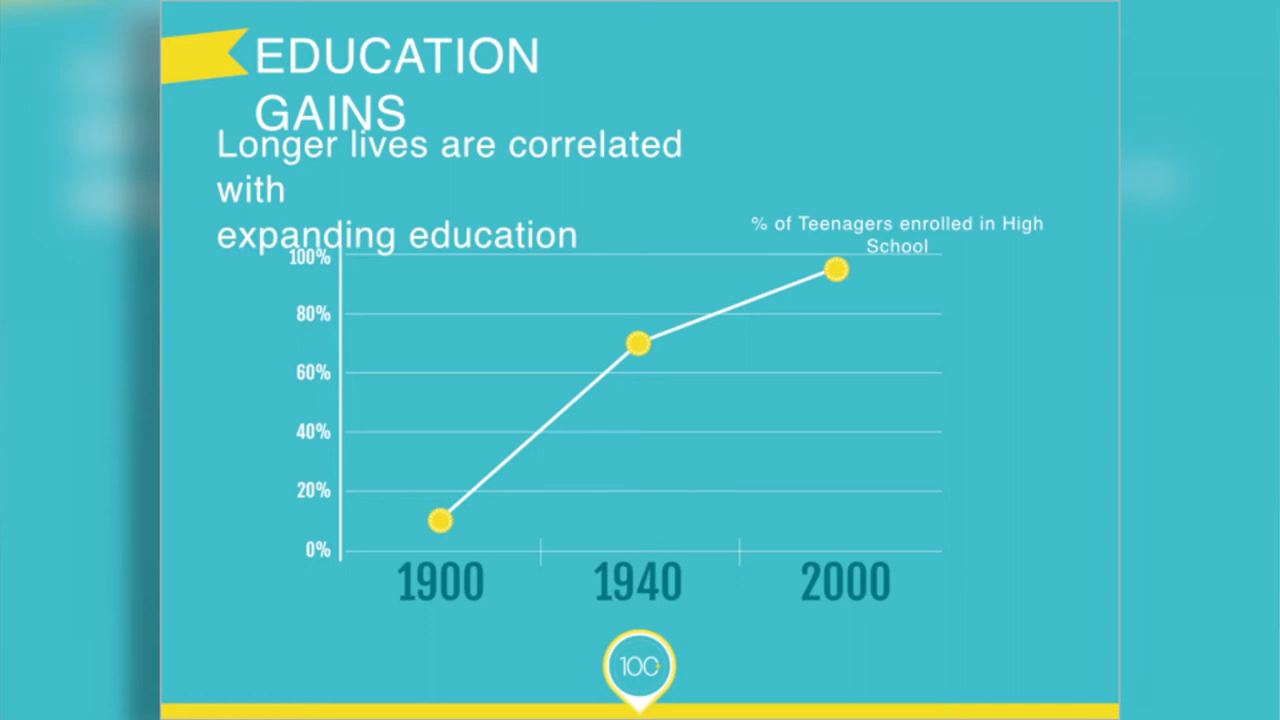 EDUCATION
GAINS
Longer lives are correlated
with
expanding education
% of Teenagers enrolled in High
School
100%
80%
60%
40%
20%
0%
1900 1940 2000
100